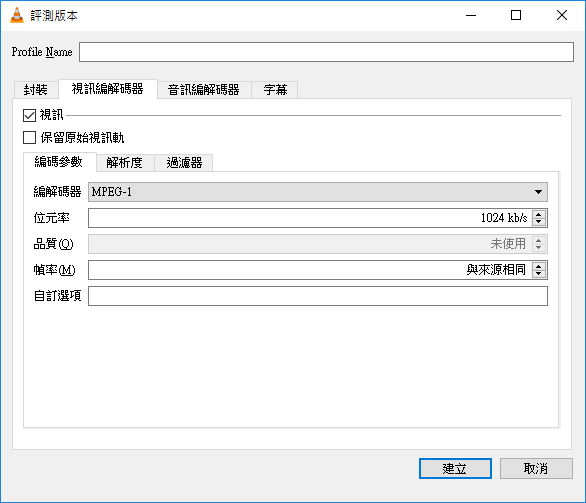 評測版本
Profile Name
封裝 視訊編解碼器 音訊編解碼器 字幕
視訊
保留原始視訊軌
編碼參數 解析度 過濾器
編解碼器 MPEG-1
位元率 1024 kb/s
品質(Q) 未使用
幀率(M) 與來源相同
自訂選項
建立 取消